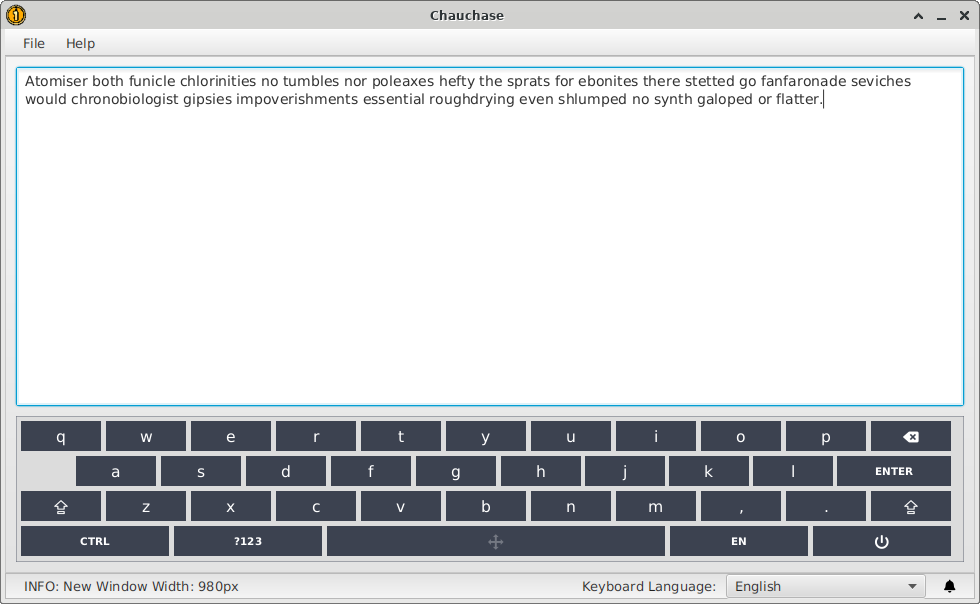 Chauchase
File Help
Atomiser both funicle chlorinities no tumbles nor poleaxes hefty the sprats for ebonites there stetted go fanfaronade seviches
would chronobiologist gipsies impoverishments essential roughdrying even shlumped no synth galoped or flatter.
q w e r t y u i o p
a s d f g h j k l ENTER
z x c v b n m , .
CTRL ?123 EN
INFO: New Window Width: 980px Keyboard Language: English